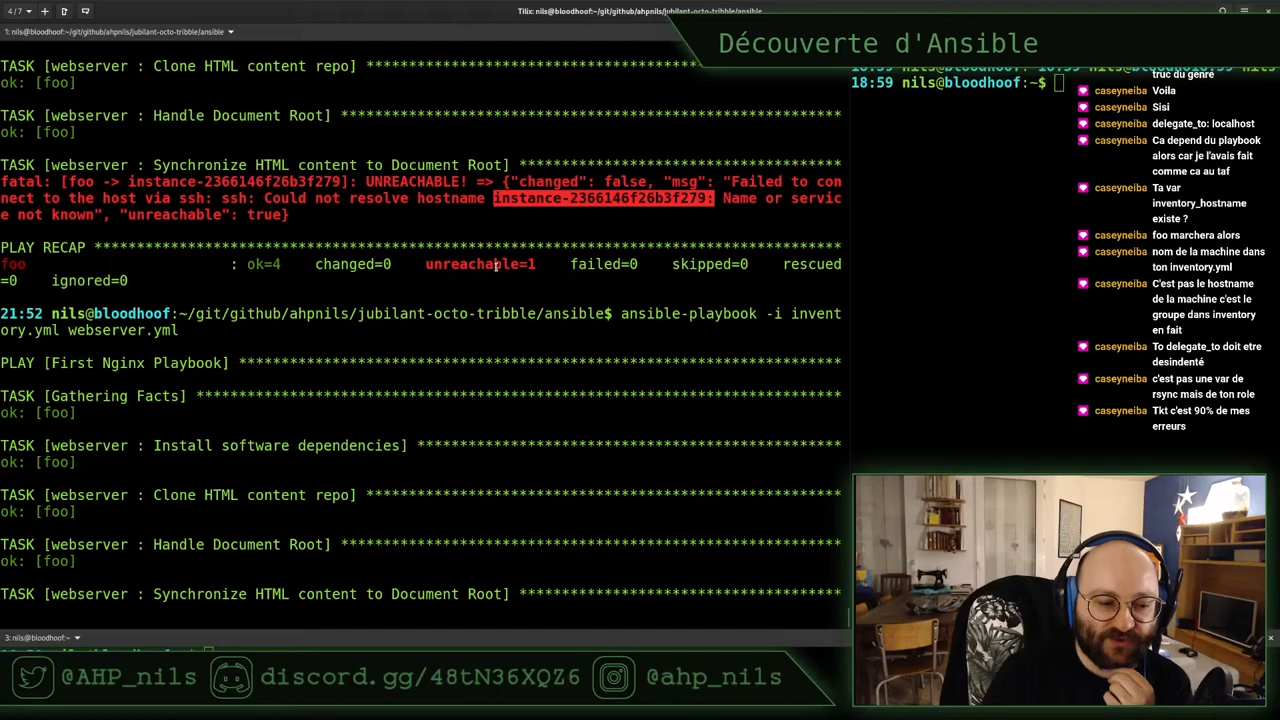 4/7
Tilix: nils@bloodhoof:~/git/github/ahpnils/jubilant-octo-tribble/ansible
1: nils@bloodhoof:~/git/github/ahpnils/jubilant-octo-tribble/ansible
TASK [webserver : Clone HTML content repo] ********************************************************
ok: [foo]
TASK [webserver : Handle Document Root] ***********************************************************
ok: [foo]
TASK [webserver : Synchronize HTML content to Document Root] **************************************
fatal: [foo -> instance-2366146f26b3f279]: UNREACHABLE! => {"changed": false, "msg": "Failed to con
nect to the host via ssh: ssh: Could not resolve hostname instance-2366146f26b3f279: Name or servic
e not known", "unreachable": true}
PLAY RECAP ****************************************************************************************
foo : ok=4 changed=0 unreachable=1 failed=0 skipped=0 rescued
=0 ignored=0
21:52 nils@bloodhoof:~/git/github/ahpnils/jubilant-octo-tribble/ansible$ ansible-playbook -i invent
ory.yml webserver.yml
PLAY [First Nginx Playbook] ***********************************************************************
TASK [Gathering Facts] ****************************************************************************
ok: [foo]
TASK [webserver : Install software dependencies] **************************************************
ok: [foo]
TASK [webserver : Clone HTML content repo] ********************************************************
ok: [foo]
TASK [webserver : Handle Document Root] ***********************************************************
ok: [foo]
TASK [webserver : Synchronize HTML content to Document Root] **************************************
3: nils@bloodhoof:~
Découverte d'Ansible
18:59 nils@bloodhoof:~$
truc du genre
caseyneiba Voila
caseyneiba Sisi
caseyneiba delegate_to: localhost
caseyneiba Ca depend du playbook
alors car je l'avais fait
comme ca au taf
caseyneiba Ta var
inventory_hostname
existe ?
caseyneiba foo marchera alors
caseyneiba nom de la machine dans
ton inventory.yml
caseyneiba C'est pas le hostname
de la machine c'est le
groupe dans inventory
en fait
caseyneiba To delegate_to doit etre
desindenté
caseyneiba c'est pas une var de
rsync mais de ton role
caseyneiba Tkt c'est 90% de mes
erreurs
@AHP_nils
discord.gg/48tN36XQZ6
@ahp_nils